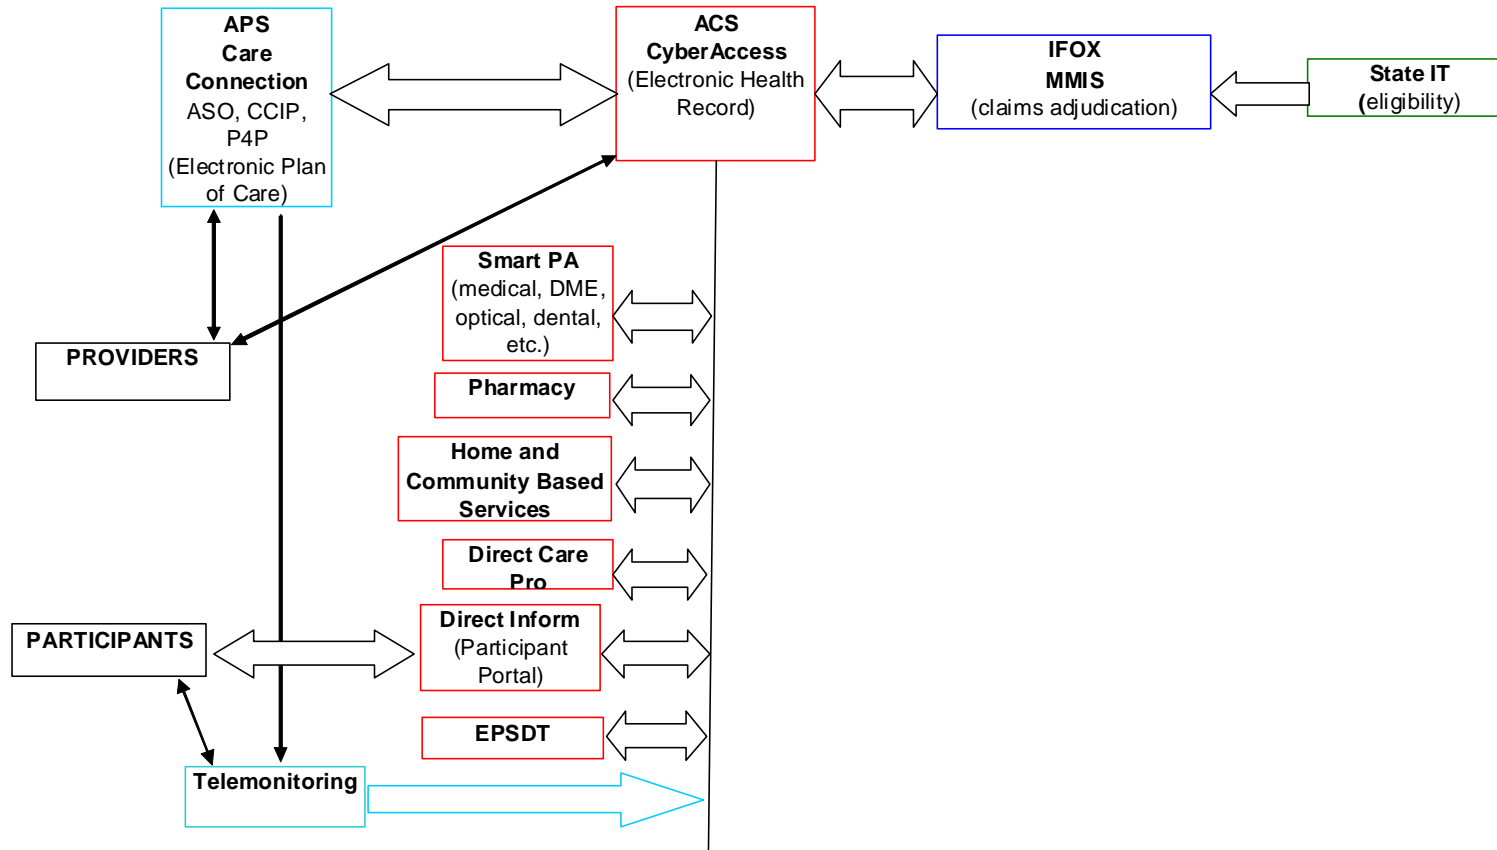 APS
Care
Connection
ASO, CCIP,
P4P
(Electronic Plan
of Care)
ACS
CyberAccess
(Electronic Health
Record)
IFOX
MMIS
(claims adjudication)
State IT
(eligibility)
Smart PA
(medical, DME,
optical, dental,
etc.)
PROVIDERS
Pharmacy
Home and
Community Based
Services
Direct Care
Pro
PARTICIPANTS
Direct Inform
(Participant
Portal)
EPSDT
Telemonitoring